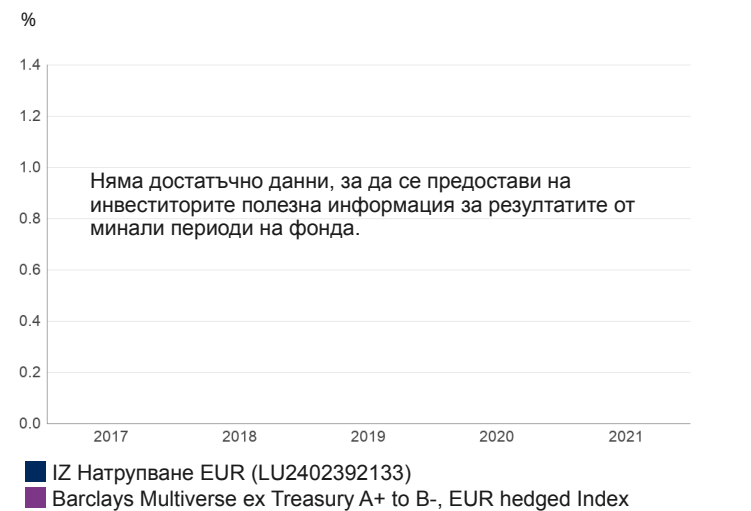 %
1.4
1.2
1.0
Няма достатъчно данни, за да се предостави на
инвеститорите полезна информация за резултатите от
0.8
минали периоди на фонда.
0.6
0.4
0.2
0.0
2017 2018 2019 2020 2021
IZ Натрупване EUR (LU2402392133)
Barclays Multiverse ex Treasury A+ to B-, EUR hedged Index